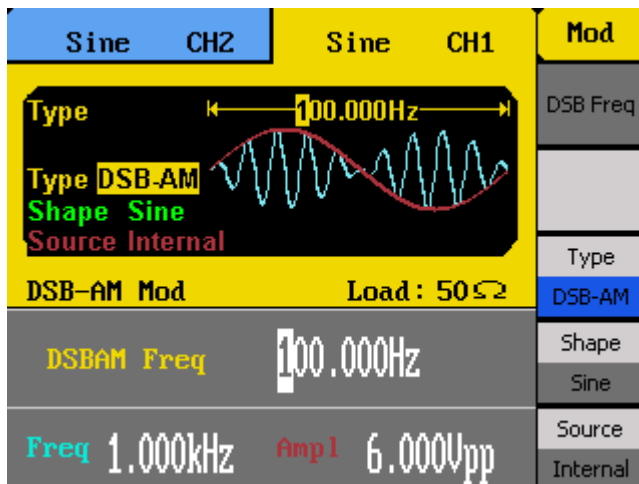 Sine CH2
Sine CH1
Mod
Type
100.000Hz
Type DSB-AM
Shape Sine
Source Internal
DSB-AM Mod
Load: 50Ω
DSBAM Freq
100.000Hz
Freq 1.000kHz
Ampl 6.000Vpp
DSB Freq
Type
DSB-AM
Shape
Sine
Source
Internal